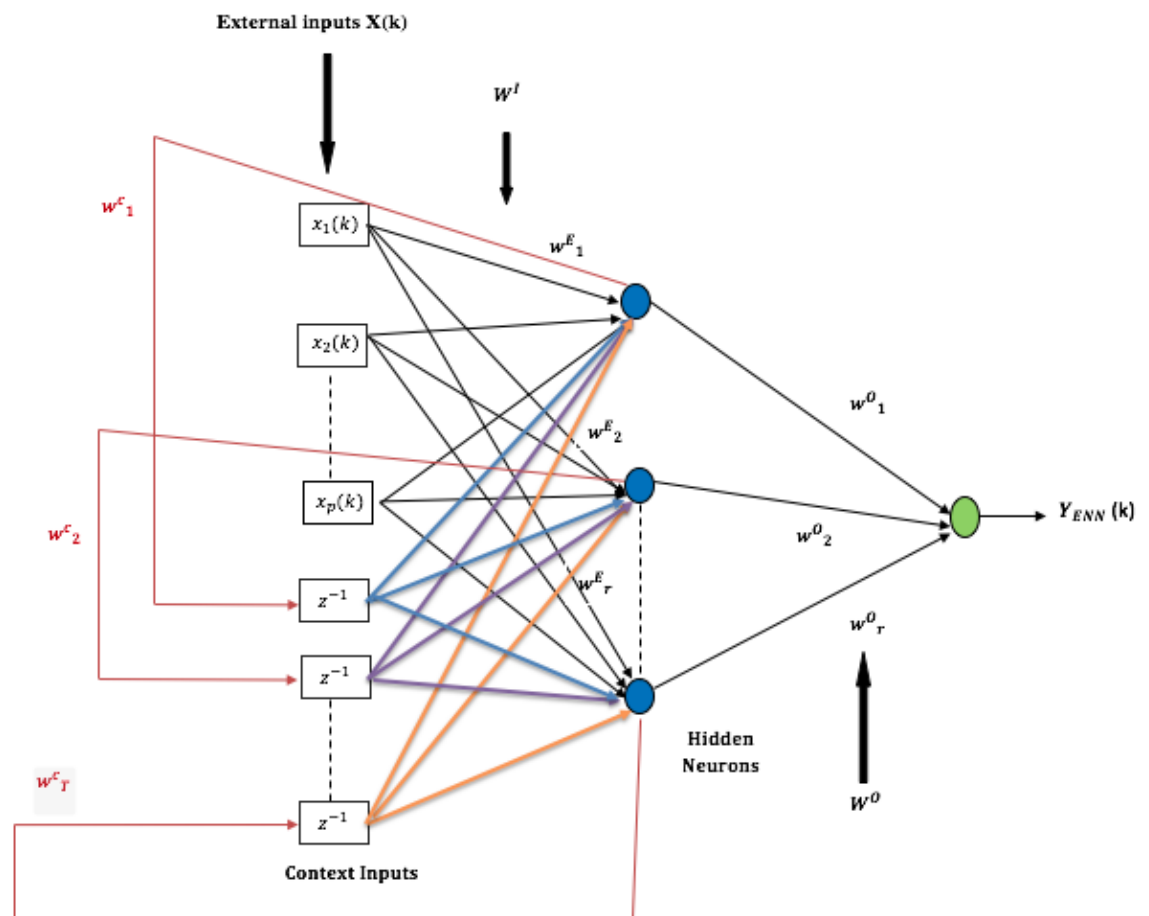 External inputs X(k)
W^I
w^c_1
x_1(k)
w^E_1
x_2(k)
w^O_1
w^E_2
x_p(k)
w^c_2
w^O_2
Y_ENN (k)
z^{-1}
w^E_r
w^O_r
z^{-1}
Hidden
Neurons
w^c_T
z^{-1}
W^O
Context Inputs